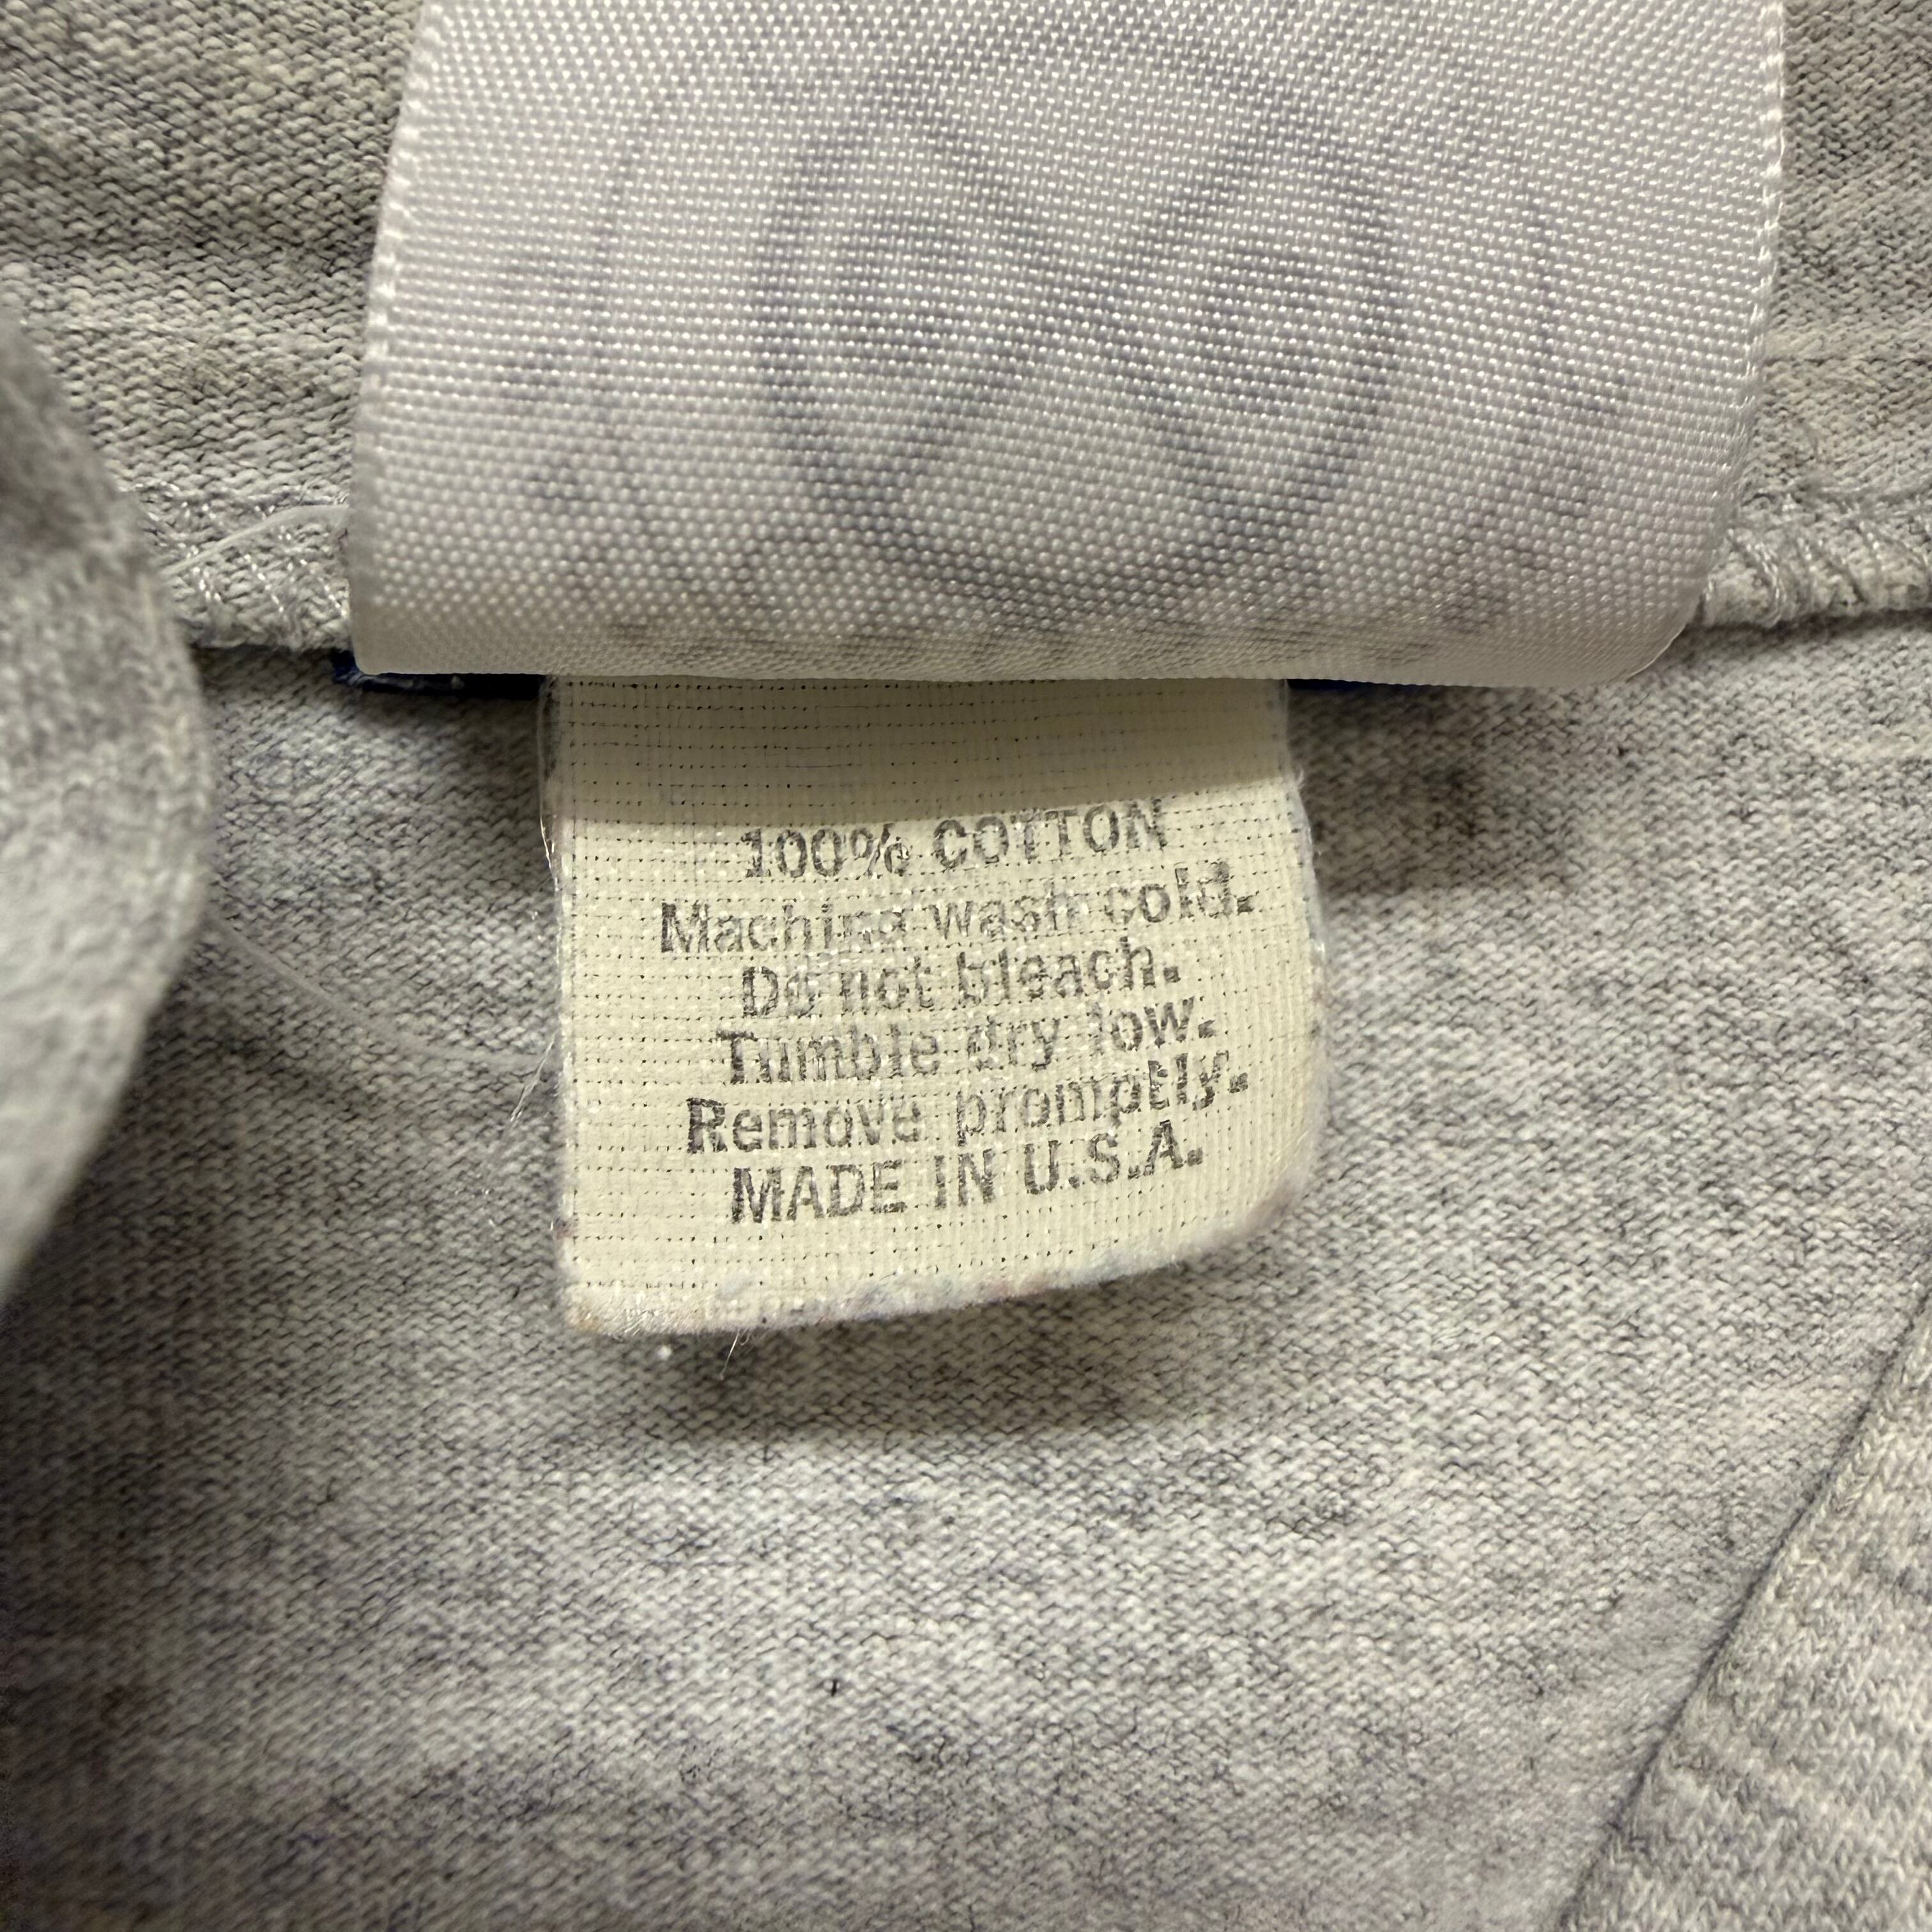 100% COTTON
Machine wash cold.
Do not bleach.
Tumble dry low.
Remove promptly.
MADE IN U.S.A.